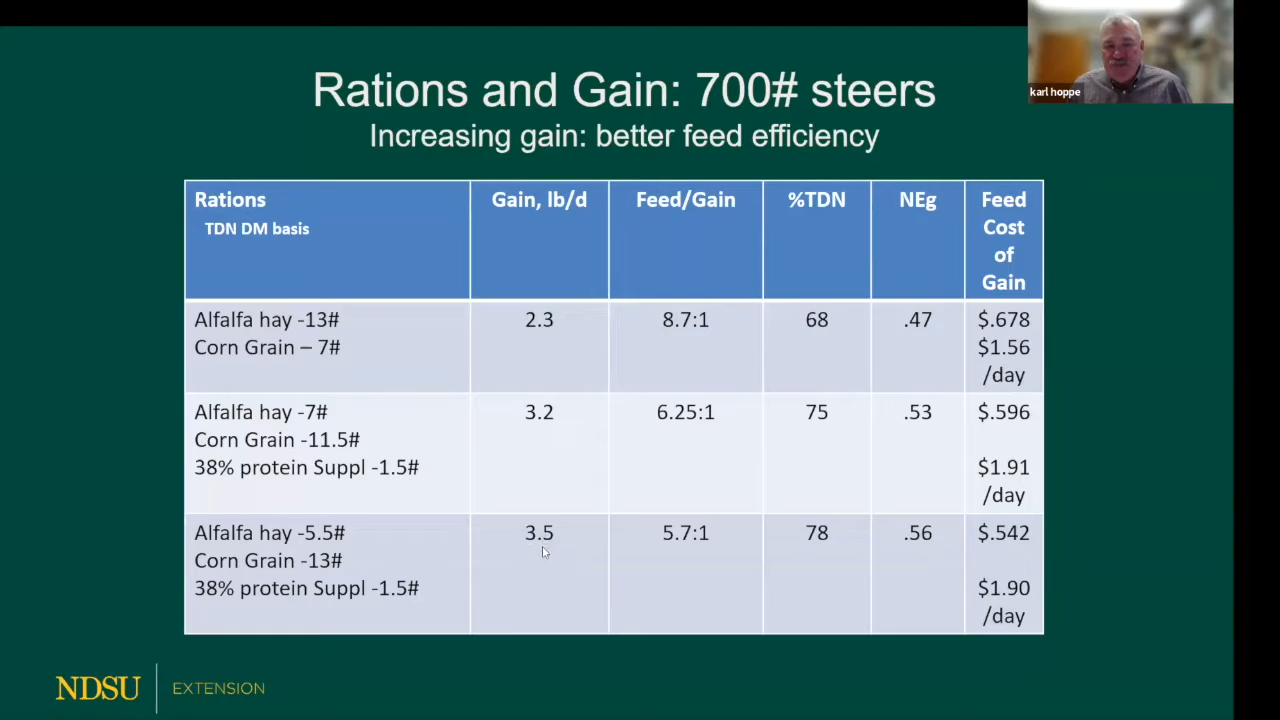 Rations and Gain: 700# steers
Increasing gain: better feed efficiency
karl hoppe
Rations
TDN DM basis
Gain, lb/d
Feed/Gain
%TDN
NEg
Feed
Cost
of
Gain
Alfalfa hay -13#
Corn Grain – 7#
2.3
8.7:1
68
.47
$.678
$1.56
/day
Alfalfa hay -7#
Corn Grain -11.5#
38% protein Suppl -1.5#
3.2
6.25:1
75
.53
$.596
$1.91
/day
Alfalfa hay -5.5#
Corn Grain -13#
38% protein Suppl -1.5#
3.5
5.7:1
78
.56
$.542
$1.90
/day
NDSU
EXTENSION